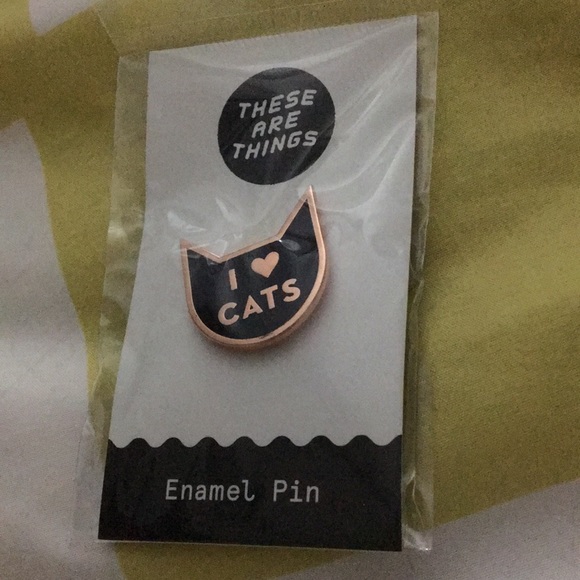 THESE
ARE
THINGS
I ♥
CATS
Enamel Pin